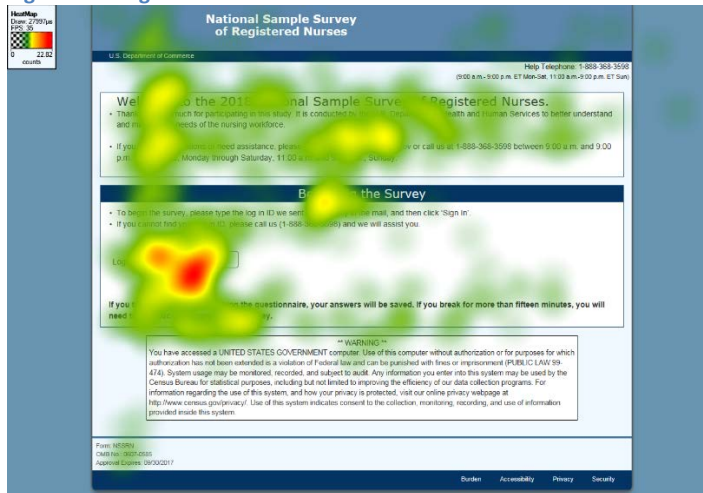 HeatMap
Drew: 27997µs
FPS: 35
0 22.82
counts
National Sample Survey
of Registered Nurses
U.S. Department of Commerce
Help Telephone: 1-888-368-3598
(9:00 a.m.- 9:00 p.m. ET Mon-Sat, 11:00 a.m.-9:00 p.m. ET Sun)
to the 2018 Sample Survey of Registered Nurses.
much for participating in this study. It is conducted by Health and Human Services to better understand
and needs of the nursing workforce.
If you need assistance, or call us at 1-888-368-3598 between 9:00 a.m. and 9:00
p.m. Monday through Saturday, 11:00 a.m. Sunday.
the Survey
To begin the survey, please type the log in ID we sent the mail, and then click 'Sign In'.
If you cannot find ID, please call us (1-888- and we will assist you.
Log
If you the questionnaire, your answers will be saved. If you break for more than fifteen minutes, you will
need
** WARNING **
You have accessed a UNITED STATES GOVERNMENT computer. Use of this computer without authorization or for purposes for which
authorization has not been extended is a violation of Federal law and can be punished with fines or imprisonment (PUBLIC LAW 99-
474). System usage may be monitored, recorded, and subject to audit. Any information you enter into this system may be used by the
Census Bureau for statistical purposes, including but not limited to improving the efficiency of our data collection programs. For
information regarding the use of this system, and how your privacy is protected, visit our online privacy webpage at
http://www.census.gov/privacy/. Use of this system indicates consent to the collection, monitoring, recording, and use of information
provided inside this system.
Form: NSSRN
OMB No.: 0607-0585
Approval Expires: 09/30/2017
Burden Accessibility Privacy Security